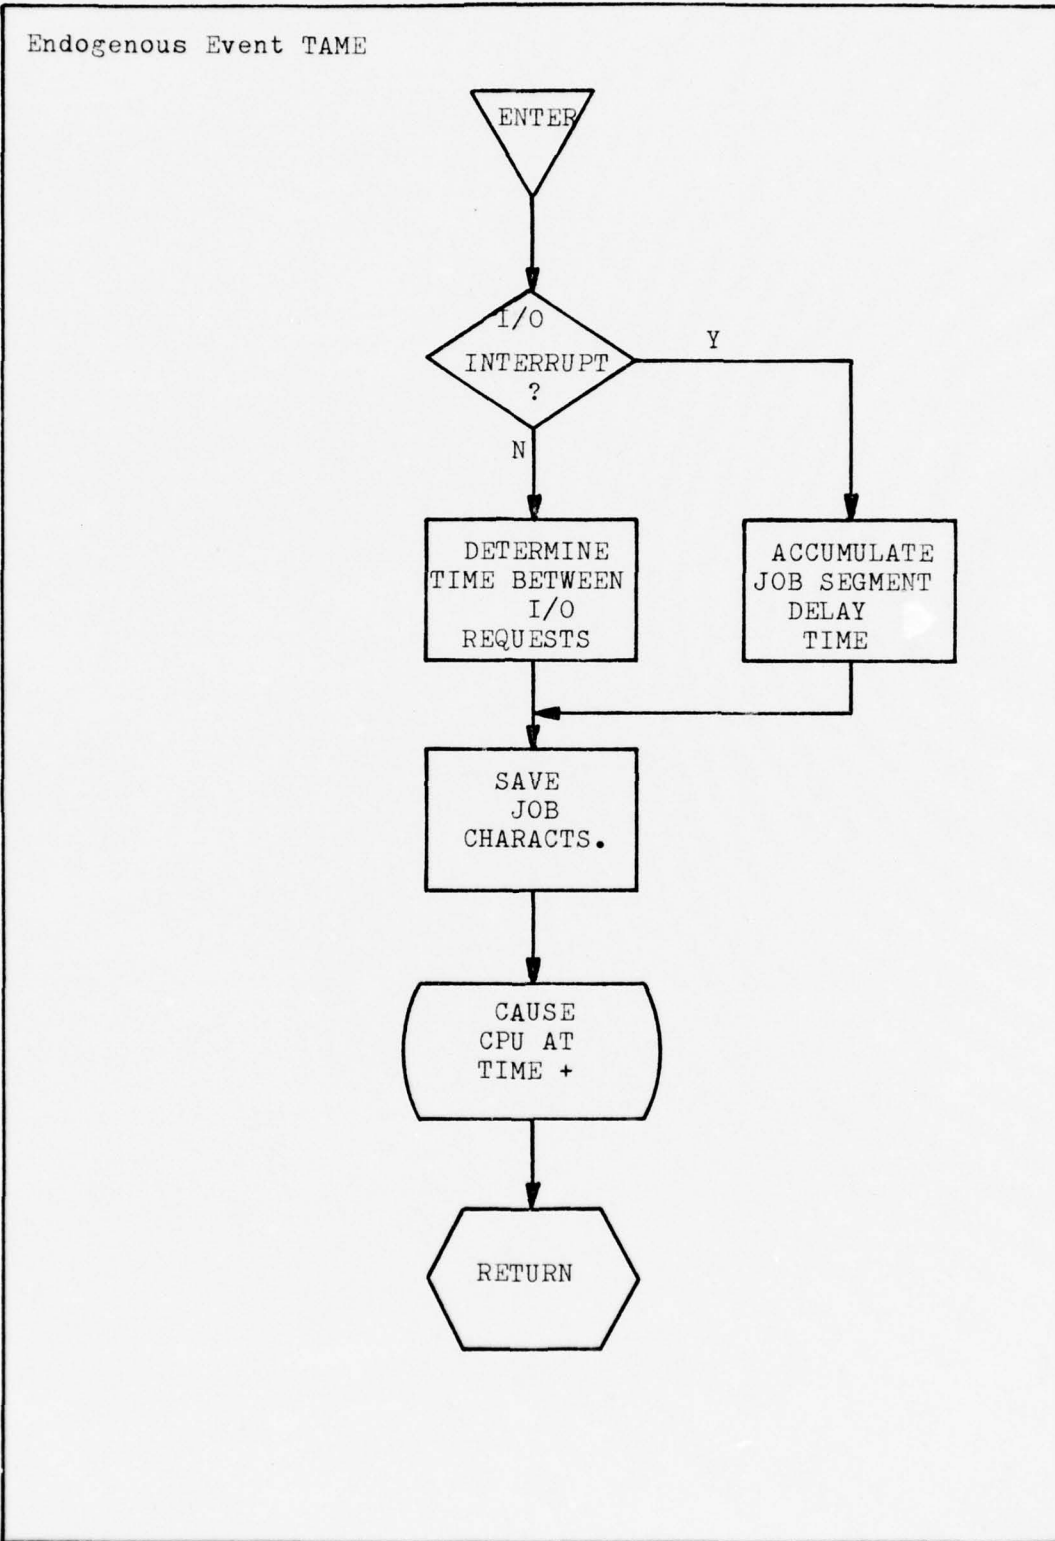 Endogenous Event TAME
ENTER
I/O
INTERRUPT
?
Y
N
DETERMINE
TIME BETWEEN
I/O
REQUESTS
ACCUMULATE
JOB SEGMENT
DELAY
TIME
SAVE
JOB
CHARACTS.
CAUSE
CPU AT
TIME +
RETURN